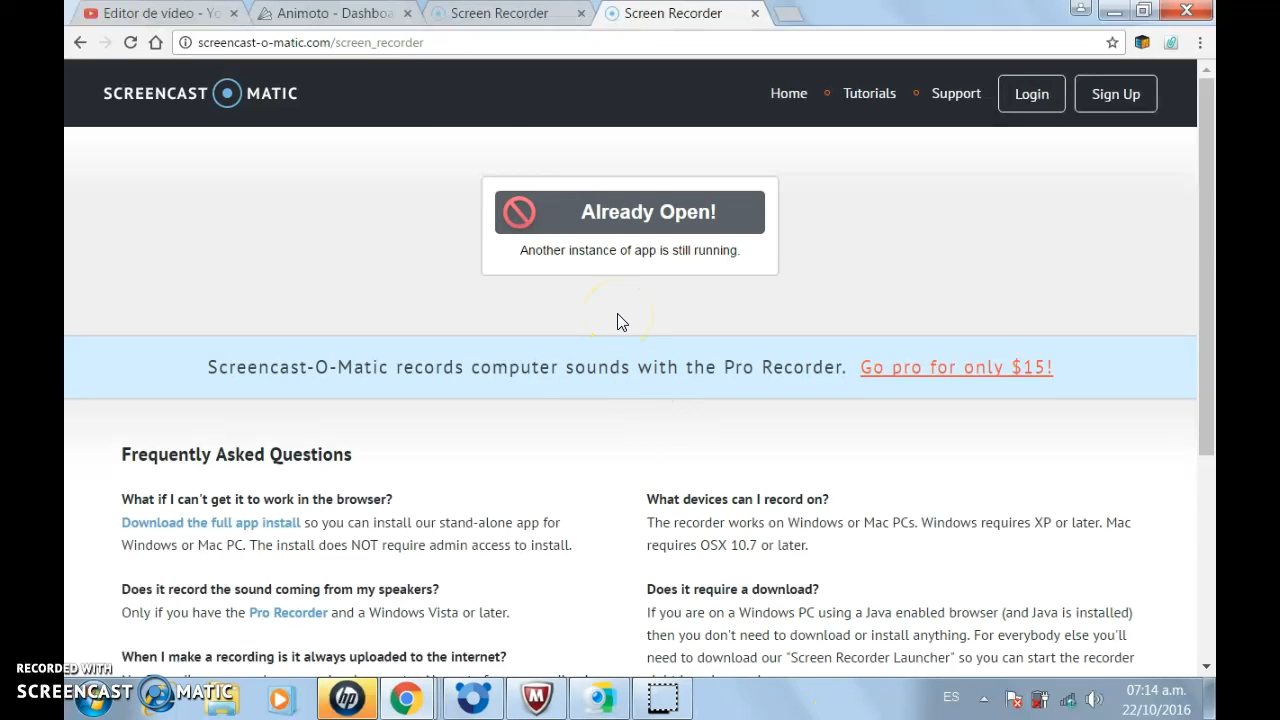 Editor de vídeo - Yo
Animoto - Dashboa
Screen Recorder
Screen Recorder
screencast-o-matic.com/screen_recorder
SCREENCAST MATIC
Home
Tutorials
Support
Login
Sign Up
Already Open!
Another instance of app is still running.
Screencast-O-Matic records computer sounds with the Pro Recorder. Go pro for only $15!
Frequently Asked Questions
What if I can't get it to work in the browser?
Download the full app install so you can install our stand-alone app for
Windows or Mac PC. The install does NOT require admin access to install.
Does it record the sound coming from my speakers?
Only if you have the Pro Recorder and a Windows Vista or later.
When I make a recording is it always uploaded to the internet?
What devices can I record on?
The recorder works on Windows or Mac PCs. Windows requires XP or later. Mac
requires OSX 10.7 or later.
Does it require a download?
If you are on a Windows PC using a Java enabled browser (and Java is installed)
then you don't need to download or install anything. For everybody else you'll
need to download our "Screen Recorder Launcher" so you can start the recorder
RECORDED WITH
SCREENCAST MATIC
hp
ES
07:14 a.m.
22/10/2016